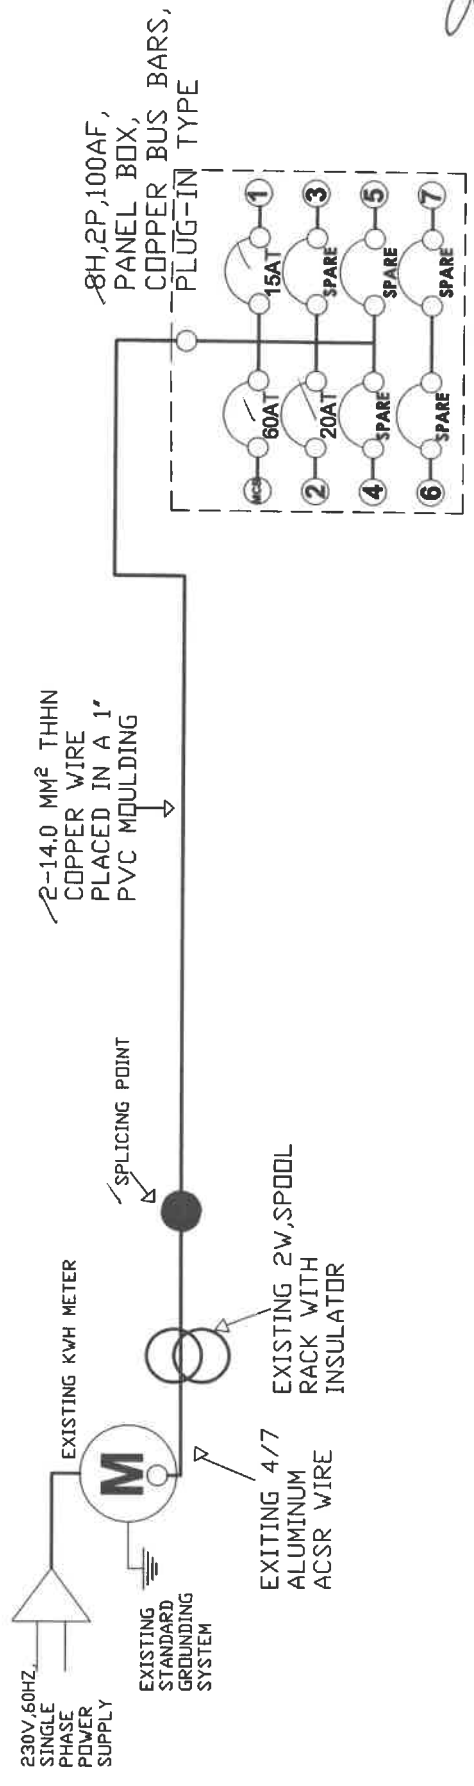 230V,60HZ,
SINGLE
PHASE
POWER
SUPPLY
EXISTING KWH METER
M
EXISTING
STANDARD
GROUNDING
SYSTEM
EXITING 4/7
ALUMINUM
ACSR WIRE
EXISTING 2W,SPOOL
RACK WITH
INSULATOR
SPLICING POINT
2-14.0 MM² THHN
COPPER WIRE
PLACED IN A 1"
PVC MOULDING
8H,2P,100AF,
PANEL BOX,
COPPER BUS BARS,
PLUG-IN TYPE
MCB 60AT 15AT 1
2 20AT SPARE 3
4 SPARE SPARE 5
6 SPARE SPARE 7